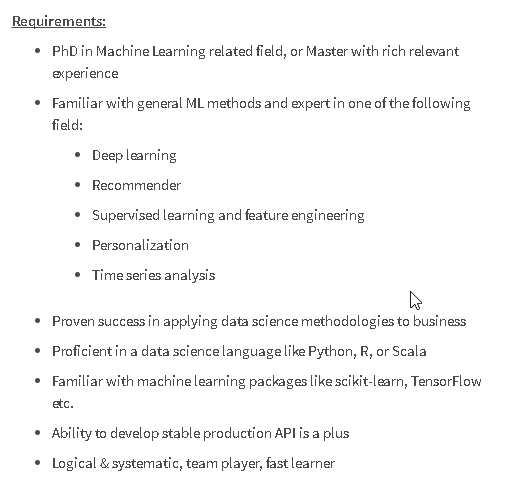 Requirements:
PhD in Machine Learning related field, or Master with rich relevant
experience
Familiar with general ML methods and expert in one of the following
field:
Deep learning
Recommender
Supervised learning and feature engineering
Personalization
Time series analysis
Proven success in applying data science methodologies to business
Proficient in a data science language like Python, R, or Scala
Familiar with machine learning packages like scikit-learn, TensorFlow
etc.
Ability to develop stable production API is a plus
Logical & systematic, team player, fast learner